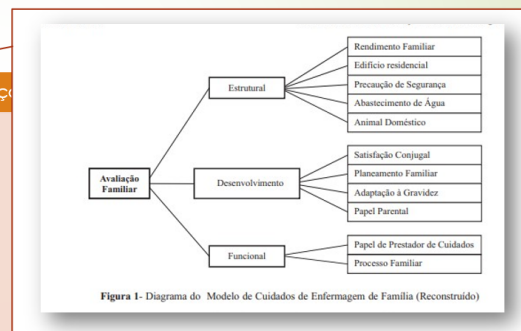 Rendimento Familiar
Edifício residencial
Estrutural
Precaução de Segurança
Abastecimento de Água
Animal Doméstico
Satisfação Conjugal
Avaliação
Familiar
Desenvolvimento
Planeamento Familiar
Adaptação à Gravidez
Papel Parental
Papel de Prestador de Cuidados
Funcional
Processo Familiar
Figura 1- Diagrama do Modelo de Cuidados de Enfermagem de Família (Reconstruído)